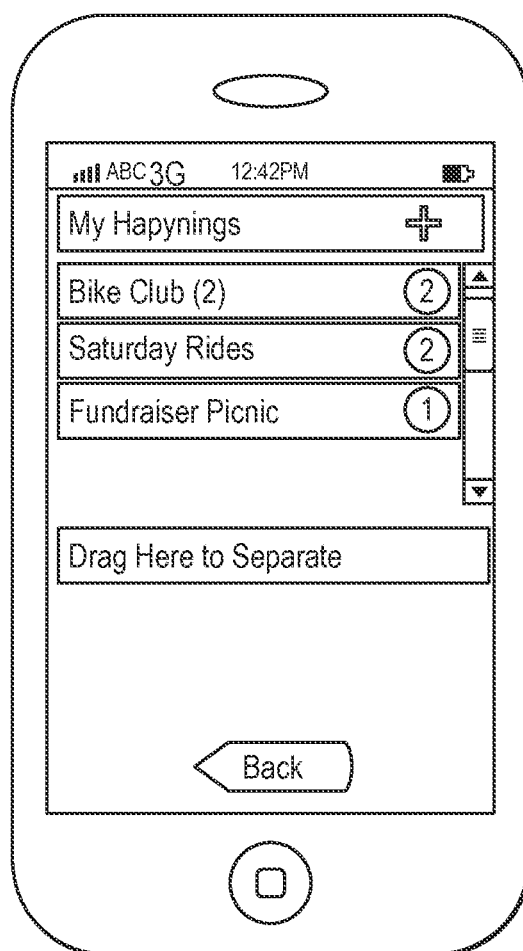 ABC 3G 12:42PM
My Hapynings
Bike Club (2) 2
Saturday Rides 2
Fundraiser Picnic 1
Drag Here to Separate
Back